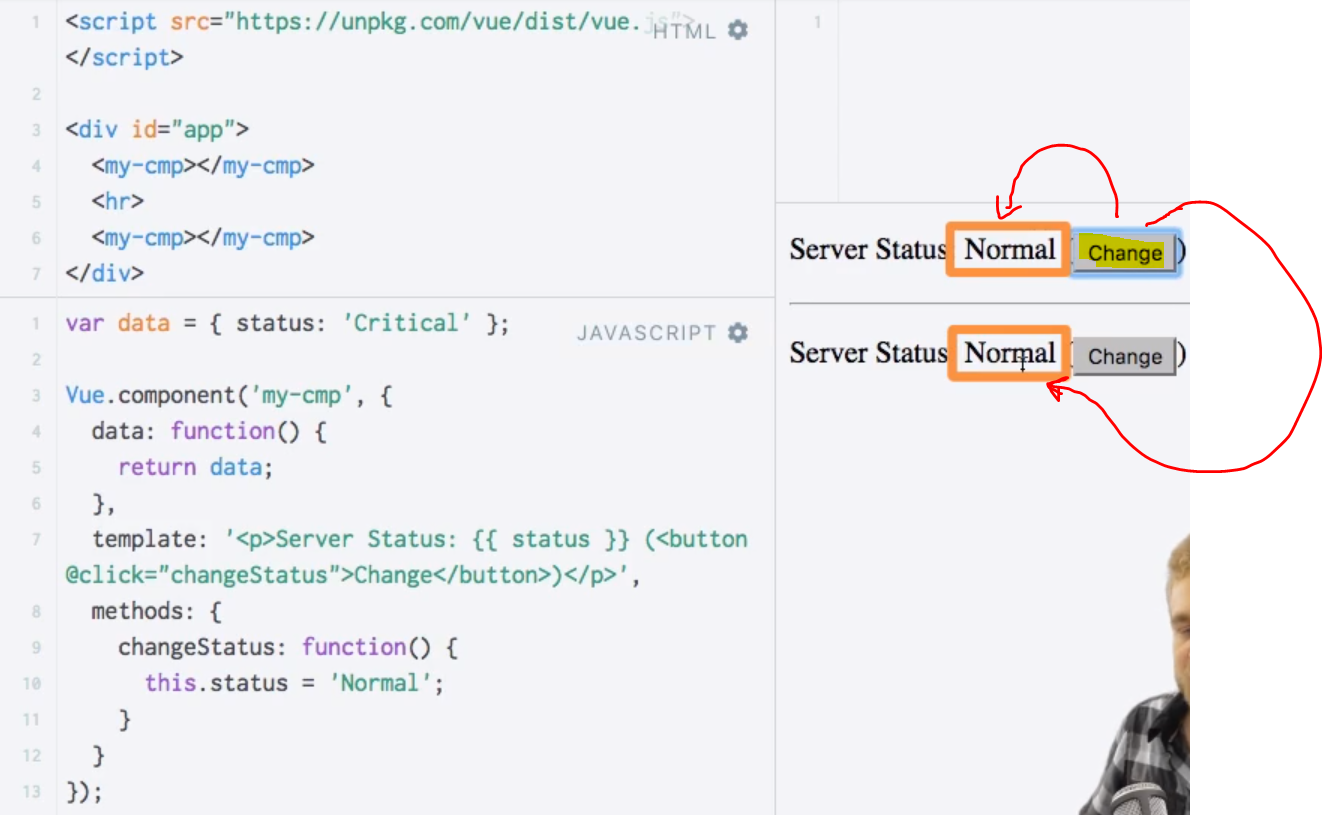 1 <script src="https://unpkg.com/vue/dist/vue.js">
</script>
HTML
2
3 <div id="app">
4 <my-cmp></my-cmp>
5 <hr>
6 <my-cmp></my-cmp>
7 </div>
1 var data = { status: 'Critical' };
JAVASCRIPT
2
3 Vue.component('my-cmp', {
4 data: function() {
5 return data;
6 },
7 template: '<p>Server Status: {{ status }} (<button
@click="changeStatus">Change</button>)</p>',
8 methods: {
9 changeStatus: function() {
10 this.status = 'Normal';
11 }
12 }
13 });
1
Server Status Normal ( Change )
Server Status Normal ( Change )